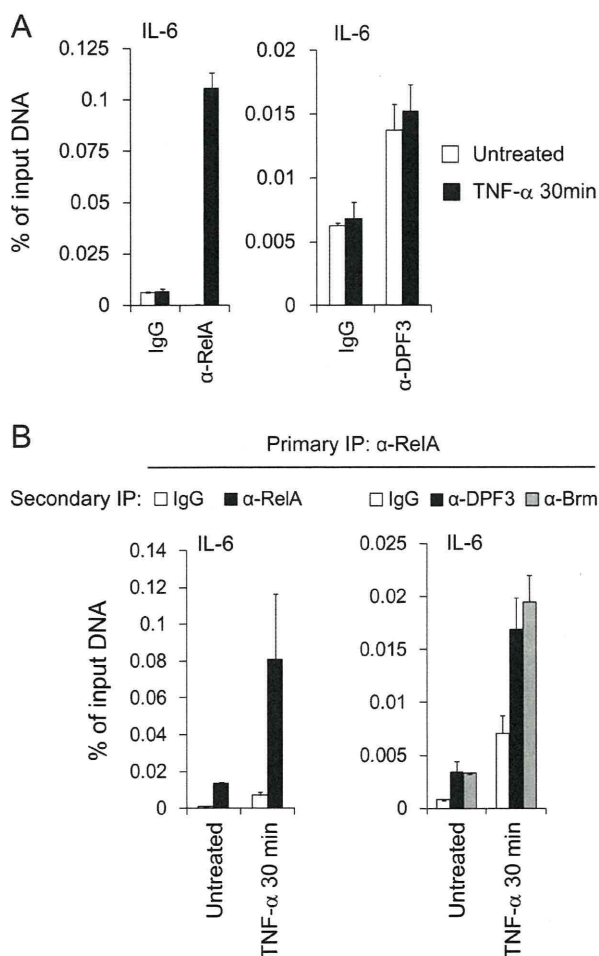 A
IL-6
% of input DNA
0.125
0.1
0.075
0.05
0.025
0
IgG
α-RelA
IL-6
0.02
0.015
0.01
0.005
0
IgG
α-DPF3
Untreated
TNF-α 30min
B
Primary IP: α-RelA
Secondary IP: IgG α-RelA
IgG α-DPF3 α-Brm
IL-6
% of input DNA
0.14
0.12
0.1
0.08
0.06
0.04
0.02
0
Untreated
TNF-α 30 min
IL-6
0.025
0.02
0.015
0.01
0.005
0
Untreated
TNF-α 30 min